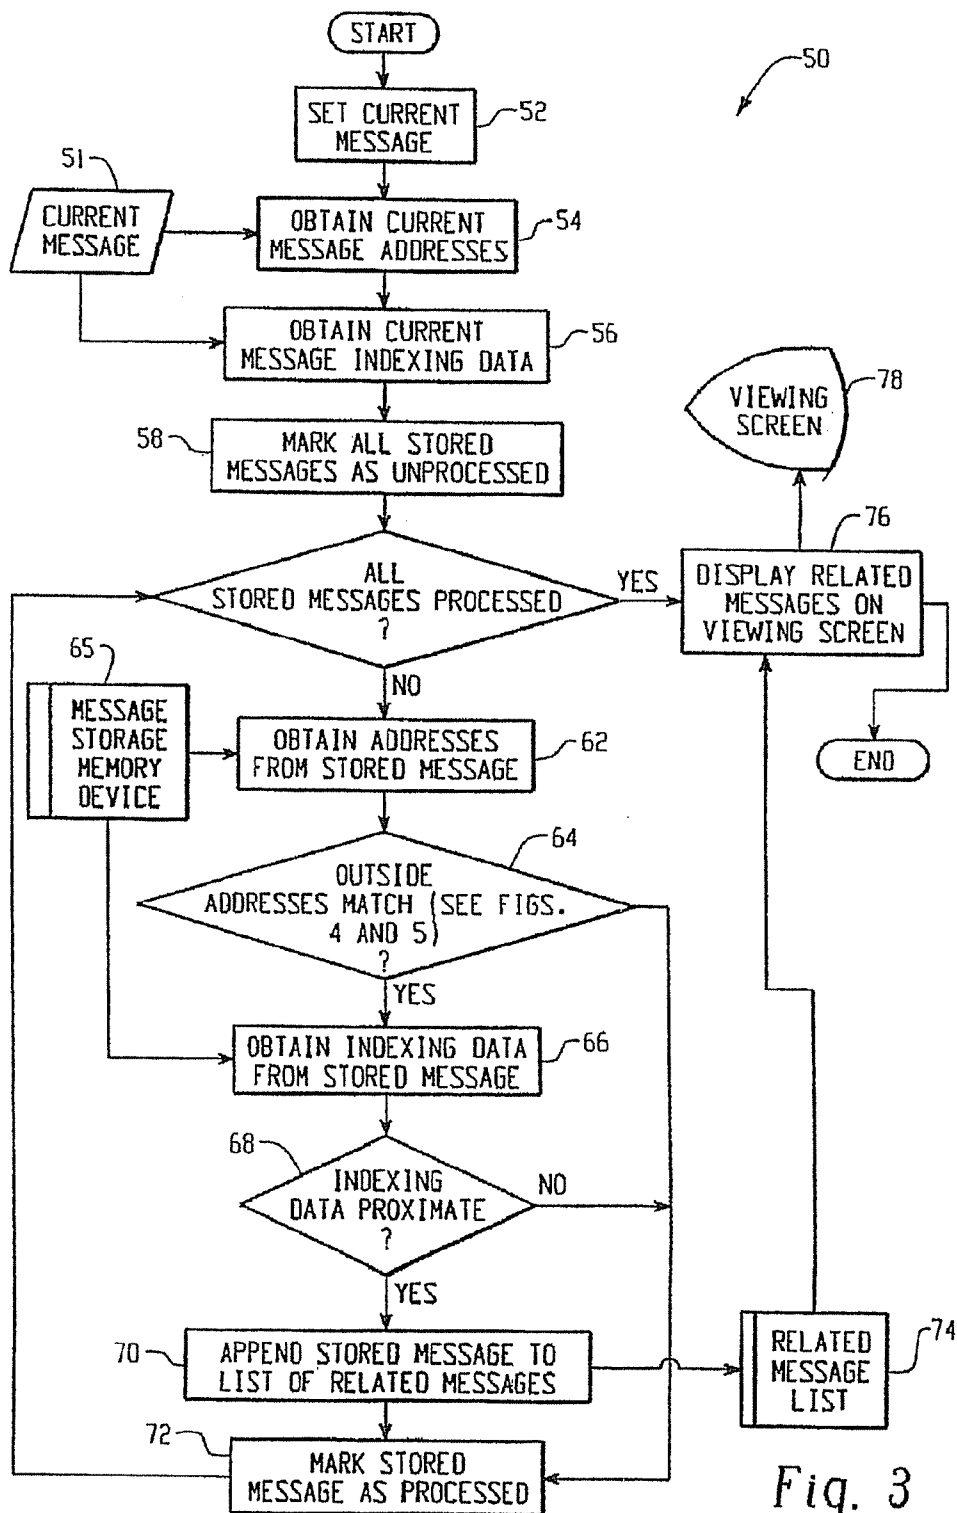 START
50
SET CURRENT
MESSAGE
52
51
CURRENT
MESSAGE
OBTAIN CURRENT
MESSAGE ADDRESSES
54
OBTAIN CURRENT
MESSAGE INDEXING DATA
56
58
MARK ALL STORED
MESSAGES AS UNPROCESSED
VIEWING
SCREEN
78
ALL
STORED MESSAGES PROCESSED
?
YES
NO
76
DISPLAY RELATED
MESSAGES ON
VIEWING SCREEN
END
65
MESSAGE
STORAGE
MEMORY
DEVICE
OBTAIN ADDRESSES
FROM STORED MESSAGE
62
64
OUTSIDE
ADDRESSES MATCH (SEE FIGS.
4 AND 5)
?
YES
OBTAIN INDEXING DATA
FROM STORED MESSAGE
66
68
INDEXING
DATA PROXIMATE
?
NO
YES
70
APPEND STORED MESSAGE TO
LIST OF RELATED MESSAGES
RELATED
MESSAGE
LIST
74
72
MARK STORED
MESSAGE AS PROCESSED
Fig. 3